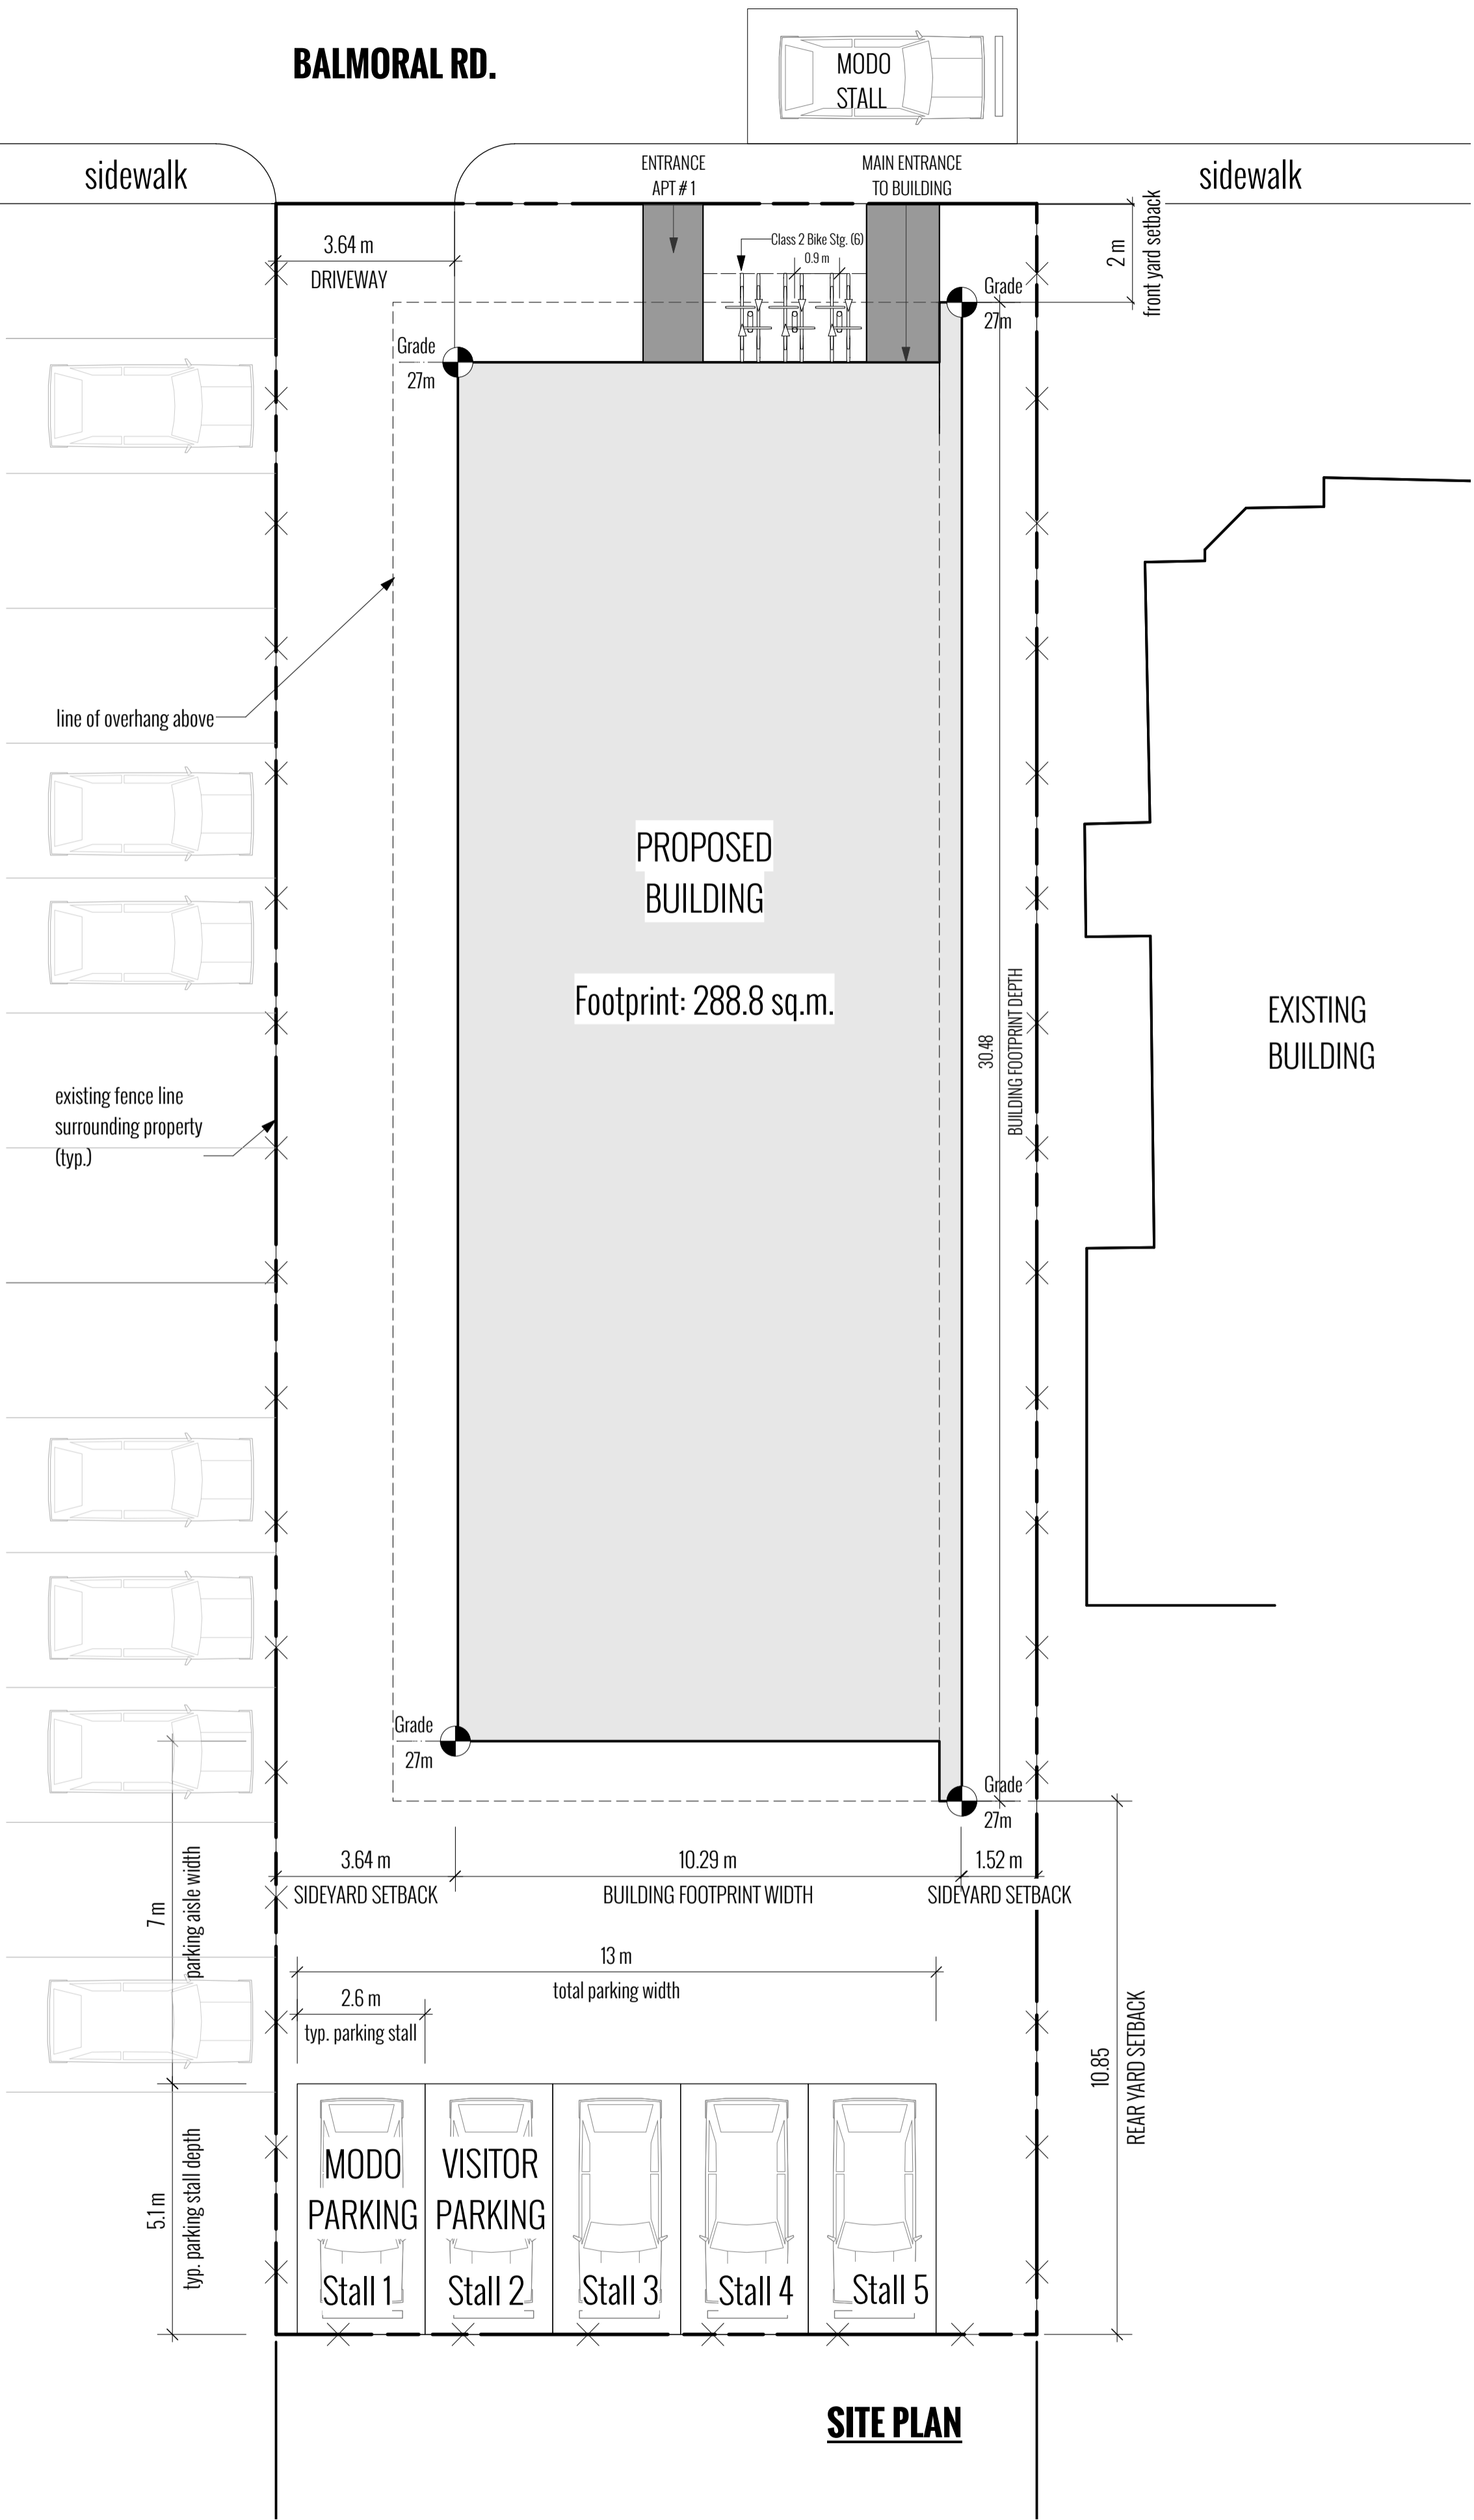 BALMORAL RD.
MODO
STALL
sidewalk
ENTRANCE
APT # 1
MAIN ENTRANCE
TO BUILDING
sidewalk
3.64 m
DRIVEWAY
Class 2 Bike Stg. (6)
0.9 m
2 m
front yard setback
Grade
27m
Grade
27m
line of overhang above
PROPOSED
BUILDING
Footprint: 288.8 sq.m.
30.48
BUILDING FOOTPRINT DEPTH
EXISTING
BUILDING
existing fence line
surrounding property
(typ.)
Grade
27m
Grade
27m
3.64 m
SIDEYARD SETBACK
10.29 m
BUILDING FOOTPRINT WIDTH
1.52 m
SIDEYARD SETBACK
7 m
parking aisle width
13 m
total parking width
2.6 m
typ. parking stall
10.85
REAR YARD SETBACK
5.1 m
typ. parking stall depth
MODO
PARKING
Stall 1
VISITOR
PARKING
Stall 2
Stall 3
Stall 4
Stall 5
SITE PLAN